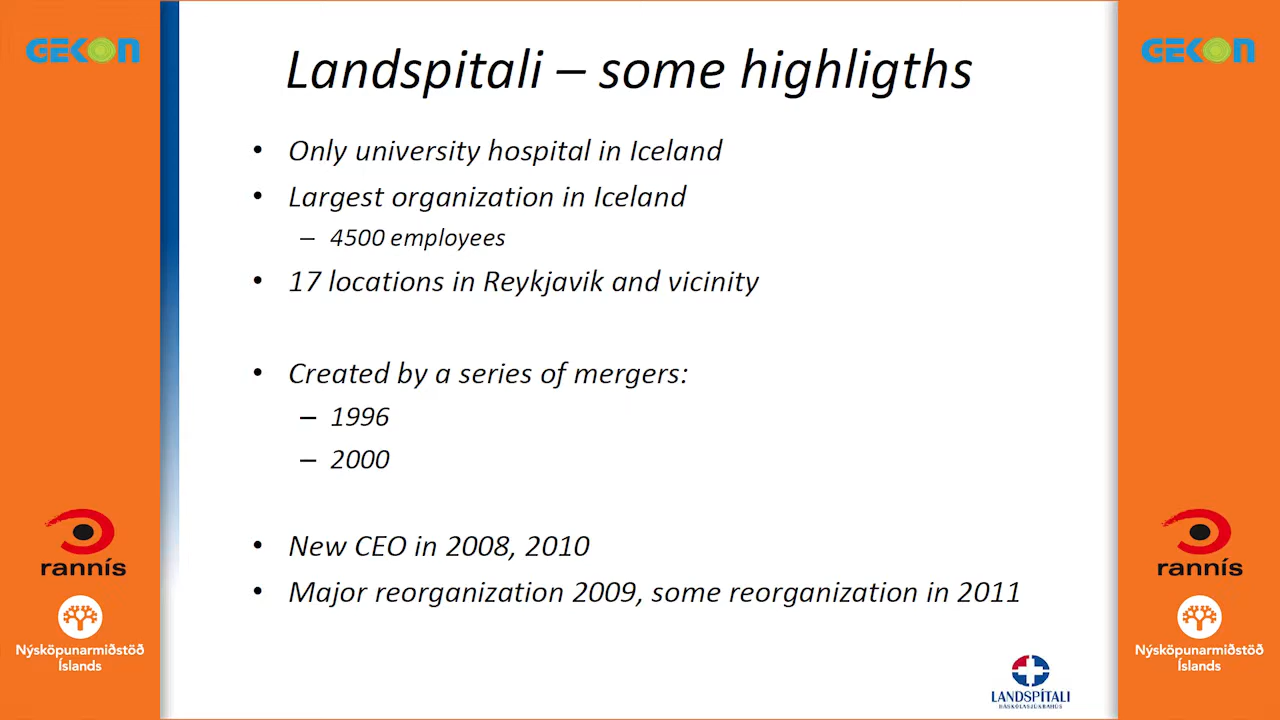 GEKON
GEKON
Landspitali – some highligths
• Only university hospital in Iceland
• Largest organization in Iceland
– 4500 employees
• 17 locations in Reykjavik and vicinity
• Created by a series of mergers:
– 1996
– 2000
• New CEO in 2008, 2010
• Major reorganization 2009, some reorganization in 2011
rannís
Nýsköpunarmiðstöð
Íslands
LANDSPÍTALI
HÁSKÓLASJÚKRAHÚS
rannís
Nýsköpunarmiðstöð
Íslands